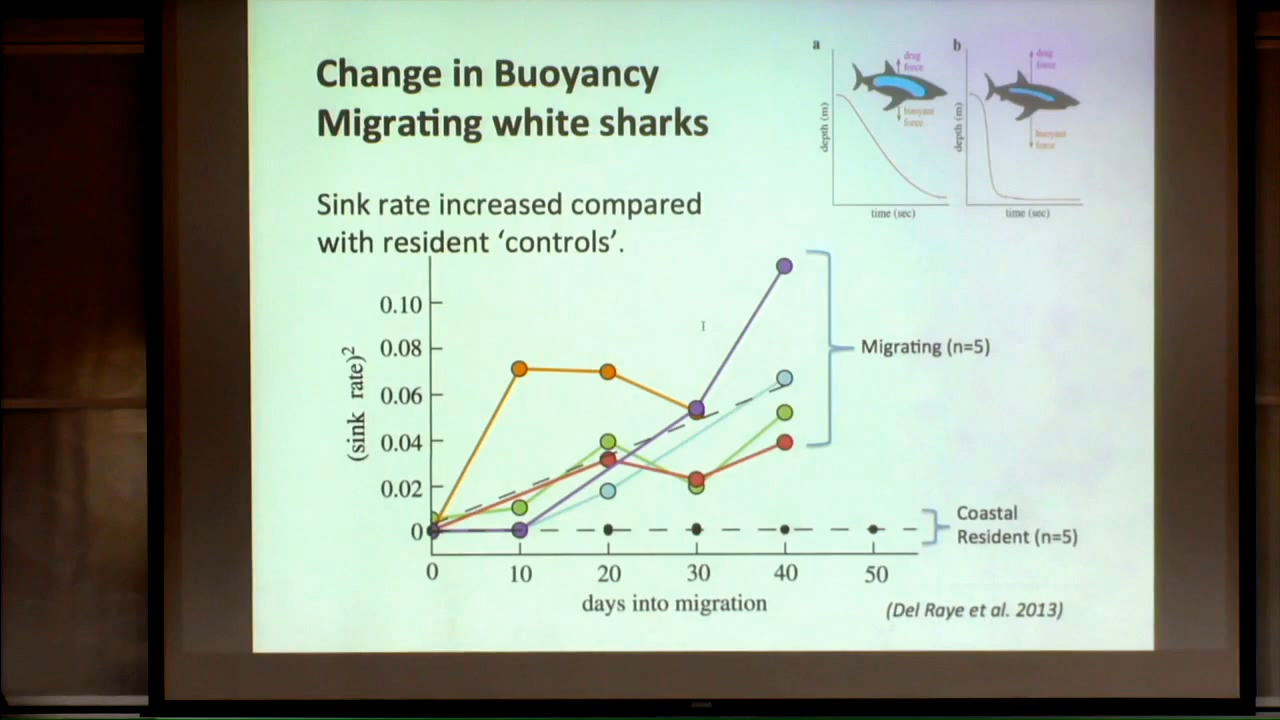 Change in Buoyancy
Migrating white sharks
Sink rate increased compared
with resident ‘controls’.
a
drag
force
buoyant
force
depth (m)
time (sec)
b
drag
force
buoyant
force
depth (m)
time (sec)
0.10
0.08
0.06
0.04
0.02
0
(sink rate)2
0 10 20 30 40 50
days into migration
Migrating (n=5)
Coastal
Resident (n=5)
(Del Raye et al. 2013)